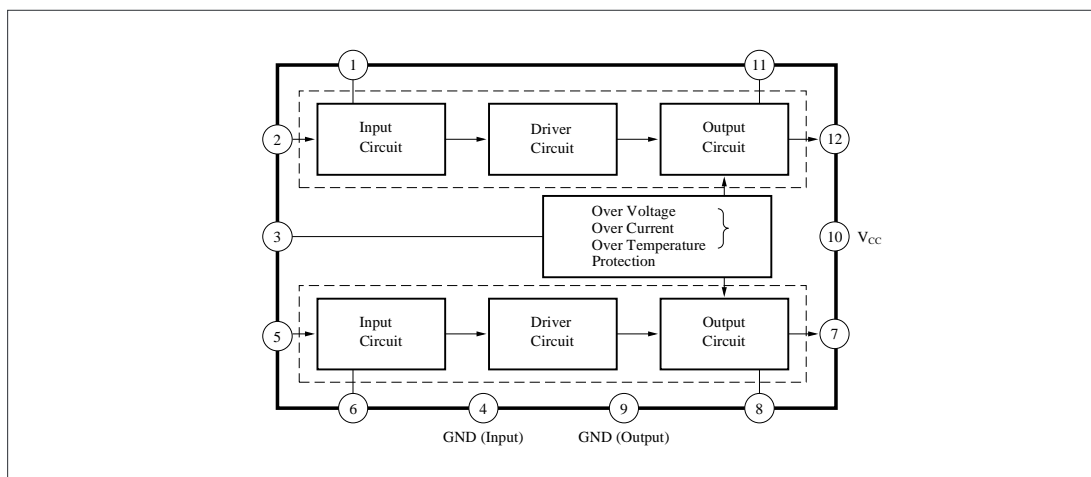 1
11
Input
Circuit
Driver
Circuit
Output
Circuit
2
12
Over Voltage
Over Current
Over Temperature
Protection
3
10
VCC
Input
Circuit
Driver
Circuit
Output
Circuit
5
7
6
4
9
8
GND (Input)
GND (Output)